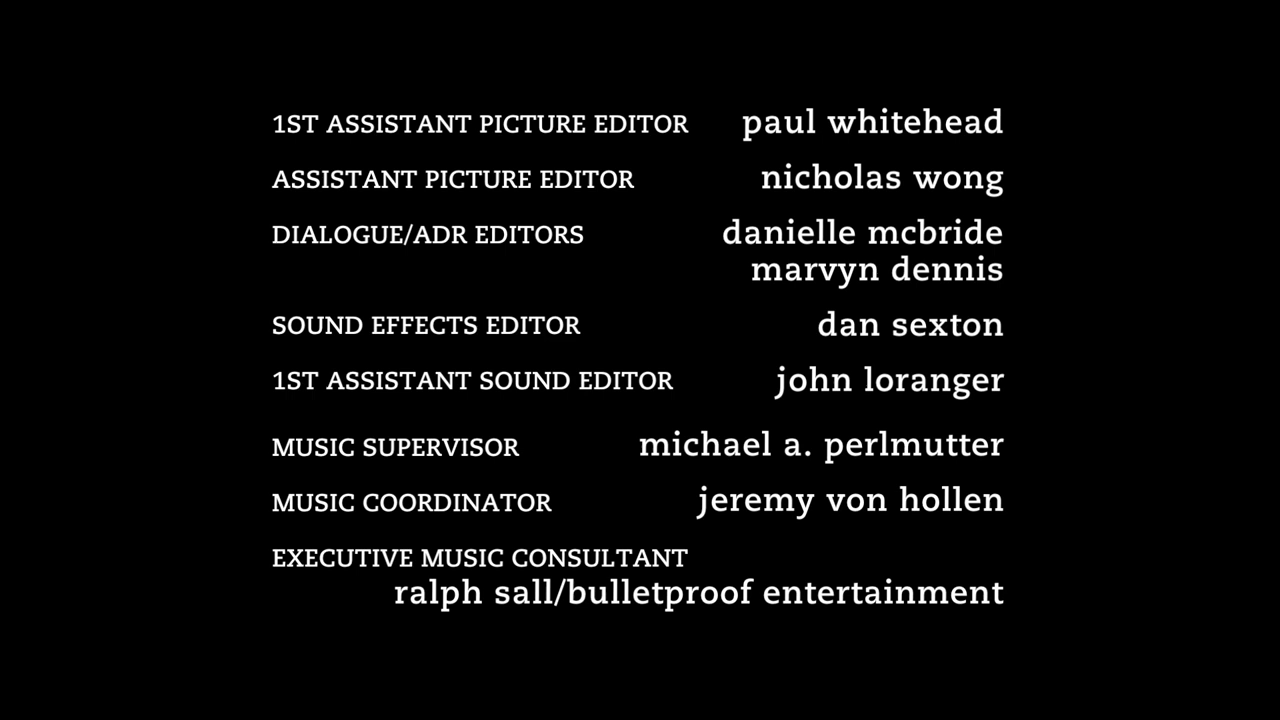 1ST ASSISTANT PICTURE EDITOR paul whitehead
ASSISTANT PICTURE EDITOR nicholas wong
DIALOGUE/ADR EDITORS danielle mcbride
marvyn dennis
SOUND EFFECTS EDITOR dan sexton
1ST ASSISTANT SOUND EDITOR john loranger
MUSIC SUPERVISOR michael a. perlmutter
MUSIC COORDINATOR jeremy von hollen
EXECUTIVE MUSIC CONSULTANT
ralph sall/bulletproof entertainment